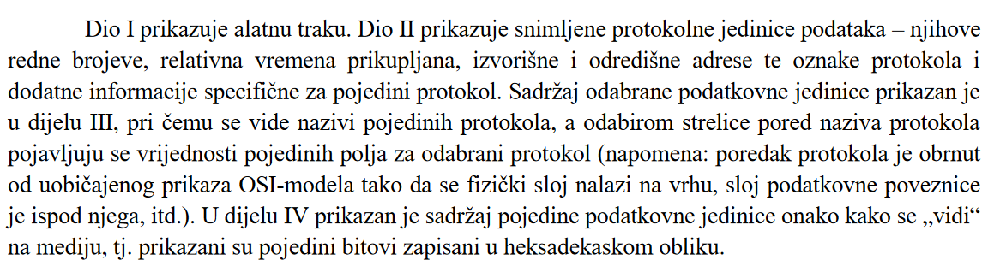 Dio I prikazuje alatnu traku. Dio II prikazuje snimljene protokolne jedinice podataka – njihove
redne brojeve, relativna vremena prikupljana, izvorišne i odredišne adrese te oznake protokola i
dodatne informacije specifične za pojedini protokol. Sadržaj odabrane podatkovne jedinice prikazan je
u dijelu III, pri čemu se vide nazivi pojedinih protokola, a odabirom strelice pored naziva protokola
pojavljuju se vrijednosti pojedinih polja za odabrani protokol (napomena: poredak protokola je obrnut
od uobičajenog prikaza OSI-modela tako da se fizički sloj nalazi na vrhu, sloj podatkovne poveznice
je ispod njega, itd.). U dijelu IV prikazan je sadržaj pojedine podatkovne jedinice onako kako se „vidi“
na mediju, tj. prikazani su pojedini bitovi zapisani u heksadekaskom obliku.